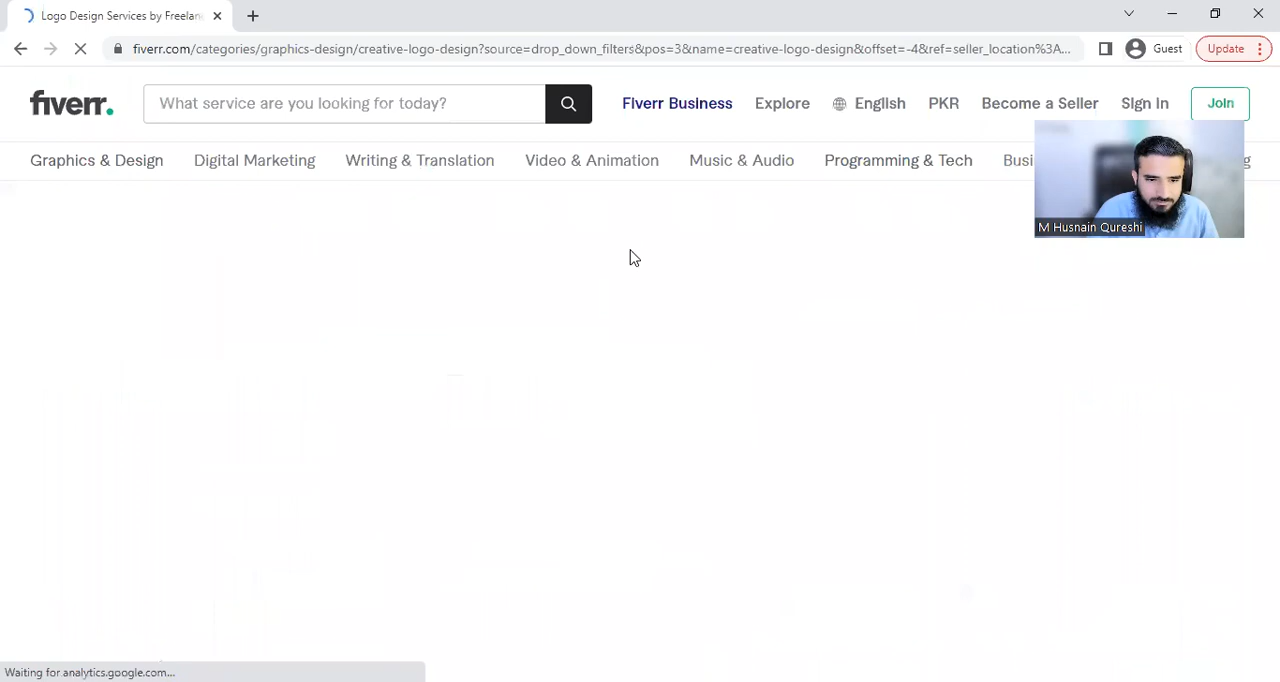 Logo Design Services by Freelan
fiverr.com/categories/graphics-design/creative-logo-design?source=drop_down_filters&pos=3&name=creative-logo-design&offset=-4&ref=seller_location%3A...
Guest
Update
fiverr.
What service are you looking for today?
Fiverr Business
Explore
English
PKR
Become a Seller
Sign In
Join
Graphics & Design
Digital Marketing
Writing & Translation
Video & Animation
Music & Audio
Programming & Tech
Busi
g
M Husnain Qureshi
Waiting for analytics.google.com...